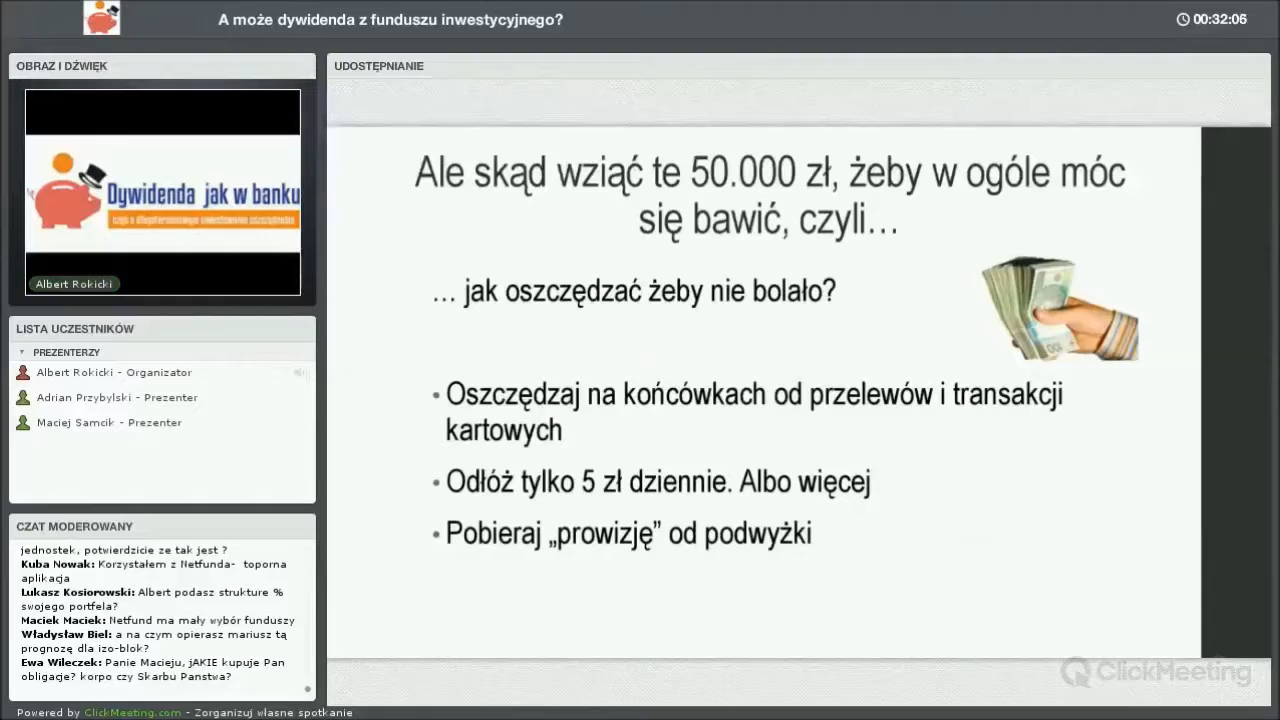 A może dywidenda z funduszu inwestycyjnego?
00:32:06
OBRAZ I DŹWIĘK
Dywidenda jak w banku
Albert Rokicki
LISTA UCZESTNIKÓW
PREZENTERZY
Albert Rokicki - Organizator
Adrian Przybylski - Prezenter
Maciej Samcik - Prezenter
CZAT MODEROWANY
jednostek, potwierdzicie ze tak jest ?
Kuba Nowak: Korzystałem z Netfunda- toporna
aplikacja
Lukasz Kosiorowski: Albert podasz strukture %
swojego portfela?
Maciek Maciek: Netfund ma mały wybór funduszy
Władysław Biel: a na czym opierasz mariusz tą
prognozę dla izo-blok?
Ewa Wileczek: Panie Macieju, jAKIE kupuje Pan
obligacje? korpo czy Skarbu Panstwa?
UDOSTĘPNIANIE
Ale skąd wziąć te 50.000 zł, żeby w ogóle móc
się bawić, czyli…
… jak oszczędzać żeby nie bolało?
• Oszczędzaj na końcówkach od przelewów i transakcji
kartowych
• Odłóż tylko 5 zł dziennie. Albo więcej
• Pobieraj „prowizję” od podwyżki
ClickMeeting
Powered by ClickMeeting.com - Zorganizuj własne spotkanie